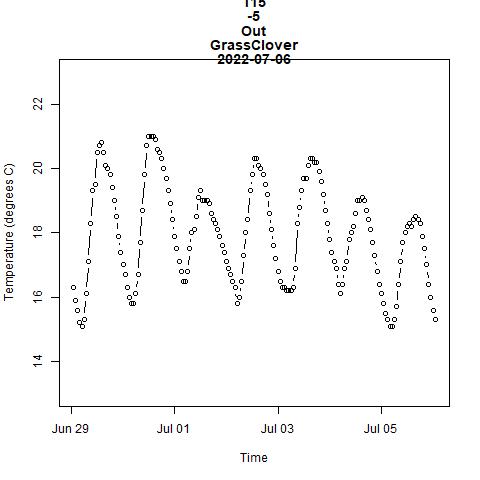 T15
-5
Out
GrassClover
2022-07-06
Temperature (degrees C)
22
20
18
16
14
Jun 29
Jul 01
Jul 03
Jul 05
Time